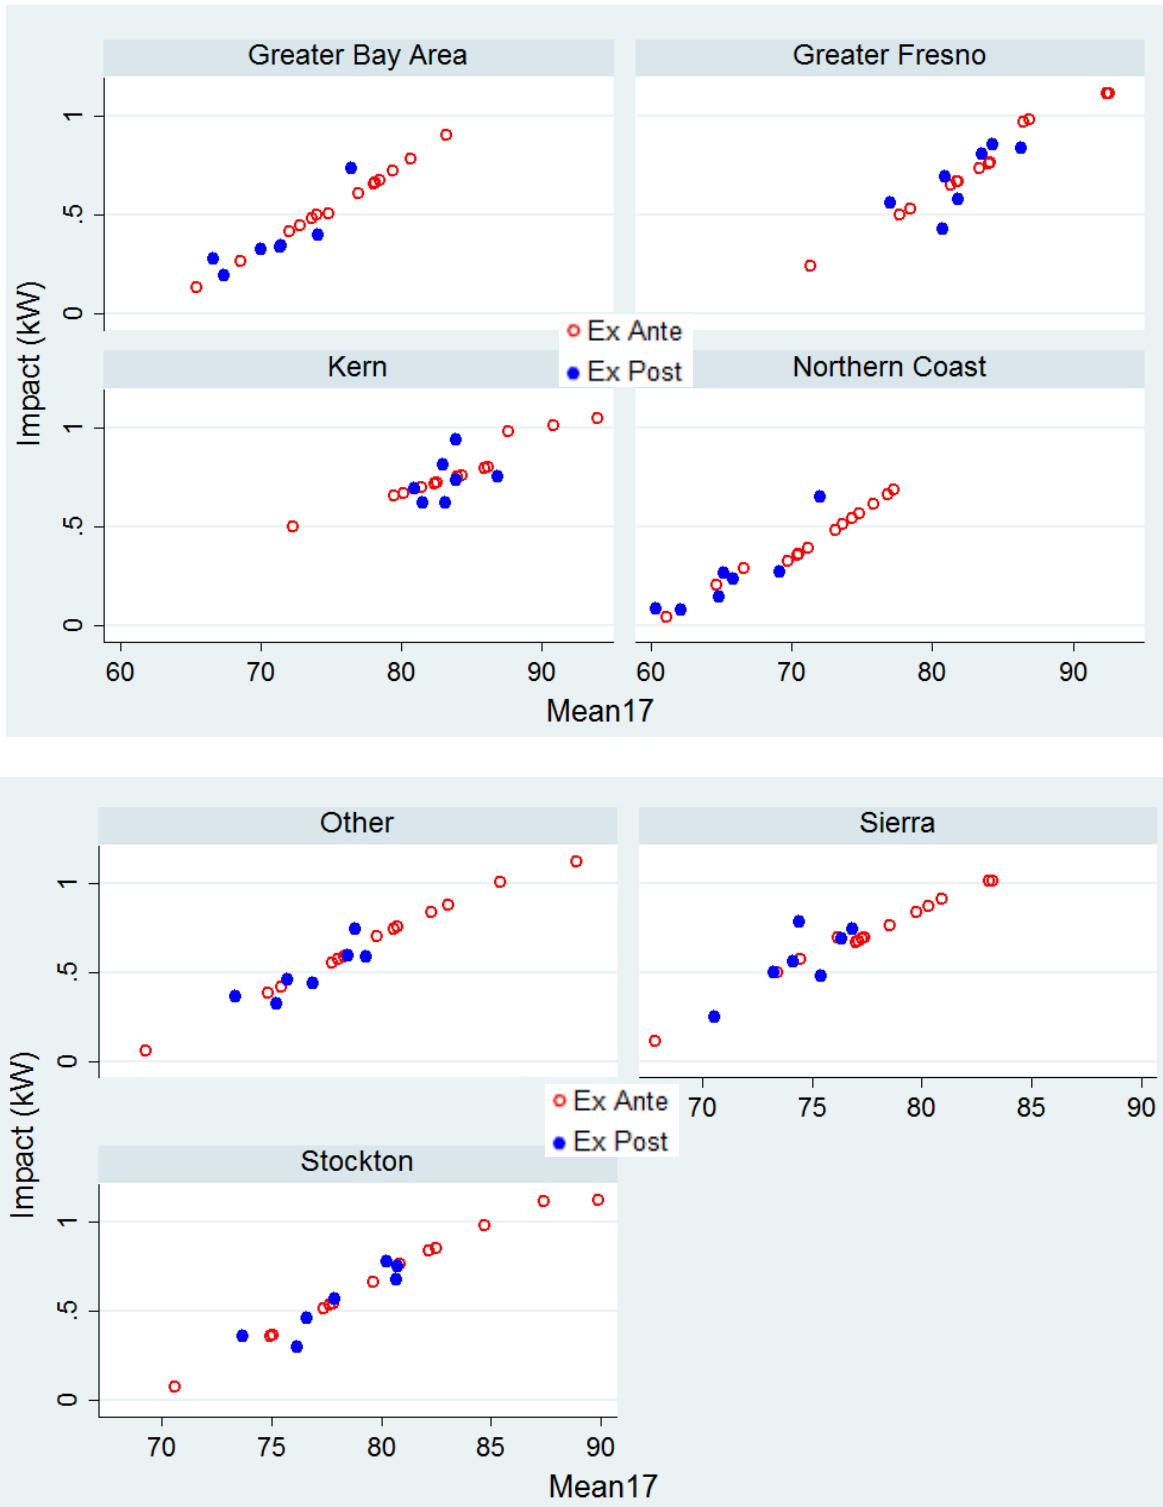 Greater Bay Area
Greater Fresno
1
.5
0
Ex Ante
Ex Post
Kern
Northern Coast
1
.5
0
Impact (kW)
60 70 80 90
60 70 80 90
Mean17
Other
Sierra
1
.5
0
70 75 80 85 90
Ex Ante
Ex Post
Stockton
1
.5
0
Impact (kW)
70 75 80 85 90
Mean17